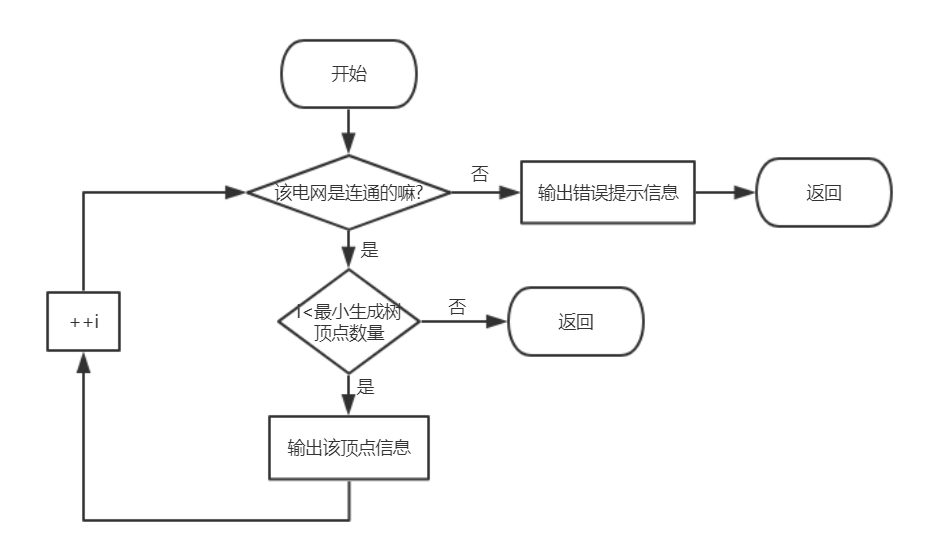 开始
该电网是连通的嘛?
否
输出错误提示信息
返回
是
++i
i<最小生成树
顶点数量
否
返回
是
输出该顶点信息